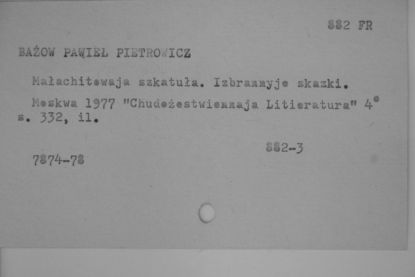 882 FR
BAŻOW PAWIEŁ PIETROWICZ
Małachitowaja szkatuła. Izbrannyje skazki.
Moskwa 1977 "Chudożestwiennaja Litieratura" 4°
s. 332, il.
882-3
7874-78